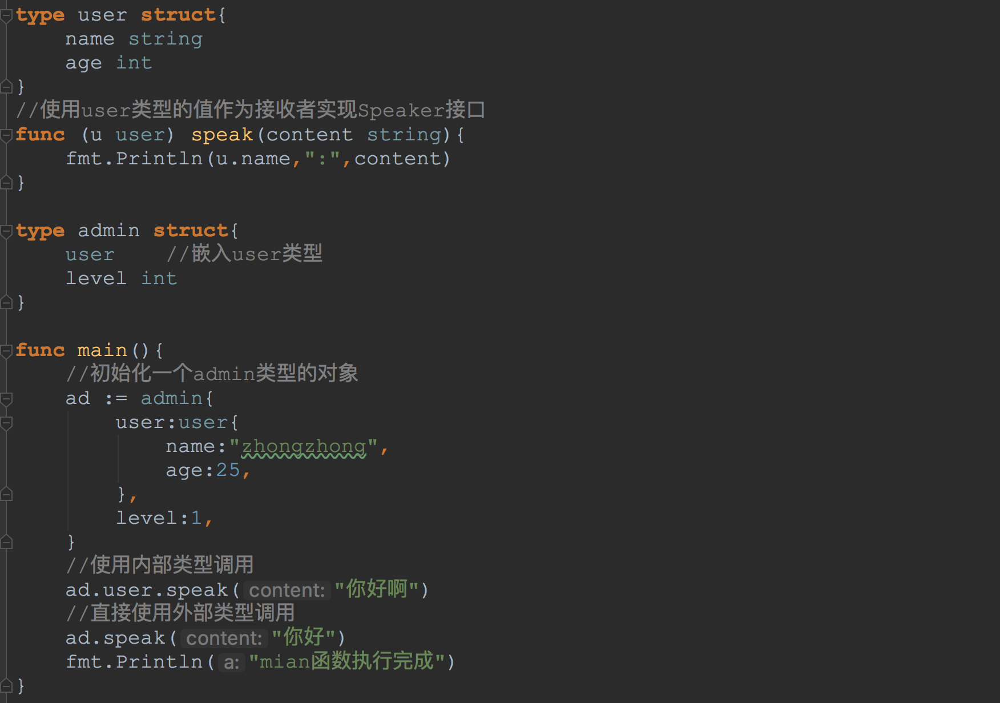 type user struct{
    name string
    age int
}
//使用user类型的值作为接收者实现Speaker接口
func (u user) speak(content string){
    fmt.Println(u.name,":",content)
}
type admin struct{
    user    //嵌入user类型
    level int
}
func main(){
    //初始化一个admin类型的对象
    ad := admin{
        user:user{
            name:"zhongzhong",
            age:25,
        },
        level:1,
    }
    //使用内部类型调用
    ad.user.speak( content: "你好啊")
    //直接使用外部类型调用
    ad.speak( content: "你好")
    fmt.Println( a: "mian函数执行完成")
}